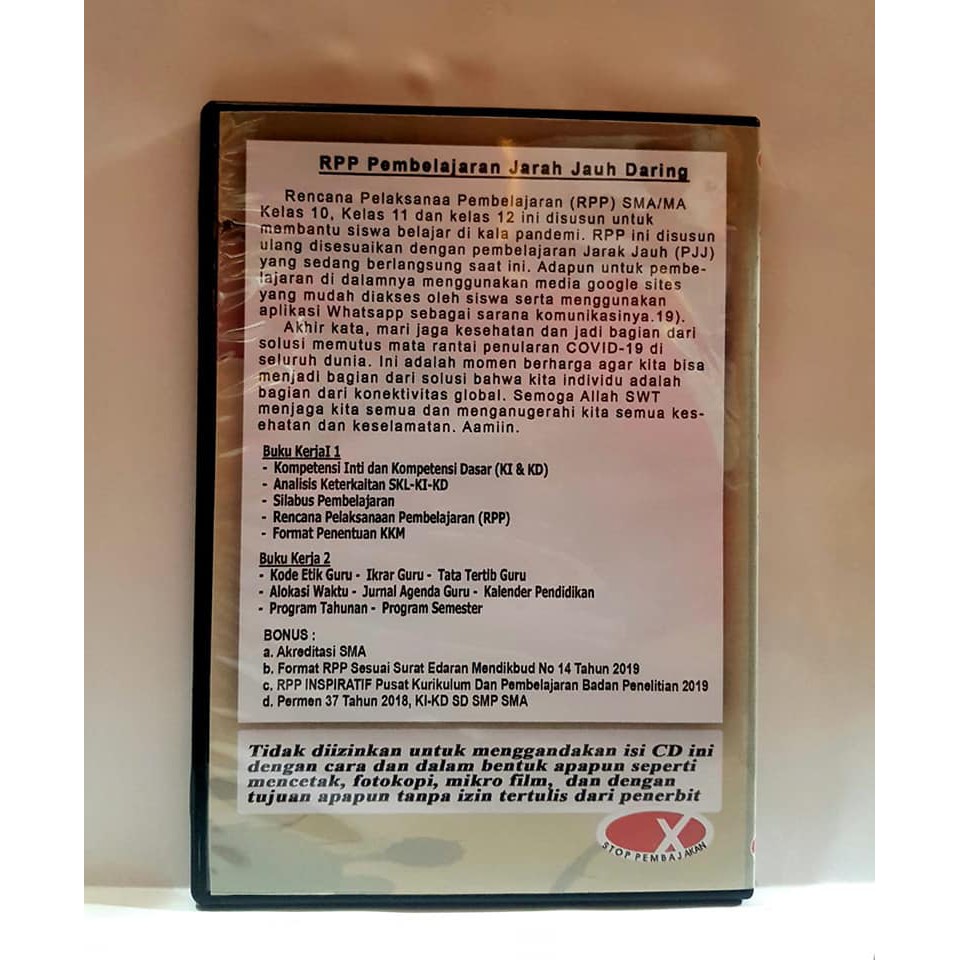 RPP Pembelajaran Jarah Jauh Daring
Rencana Pelaksanaa Pembelajaran (RPP) SMA/MA
Kelas 10, Kelas 11 dan kelas 12 ini disusun untuk
membantu siswa belajar di kala pandemi. RPP ini disusun
ulang disesuaikan dengan pembelajaran Jarak Jauh (PJJ)
yang sedang berlangsung saat ini. Adapun untuk pembe-
lajaran di dalamnya menggunakan media google sites
yang mudah diakses oleh siswa serta menggunakan
aplikasi Whatsapp sebagai sarana komunikasinya.19).
Akhir kata, mari jaga kesehatan dan jadi bagian dari
solusi memutus mata rantai penularan COVID-19 di
seluruh dunia. Ini adalah momen berharga agar kita bisa
menjadi bagian dari solusi bahwa kita individu adalah
bagian dari konektivitas global. Semoga Allah SWT
menjaga kita semua dan menganugerahi kita semua kes-
ehatan dan keselamatan. Aamiin.
Buku KerjaI 1
- Kompetensi Inti dan Kompetensi Dasar (KI & KD)
- Analisis Keterkaitan SKL-KI-KD
- Silabus Pembelajaran
- Rencana Pelaksanaan Pembelajaran (RPP)
- Format Penentuan KKM
Buku Kerja 2
- Kode Etik Guru - Ikrar Guru - Tata Tertib Guru
- Alokasi Waktu - Jurnal Agenda Guru - Kalender Pendidikan
- Program Tahunan - Program Semester
BONUS :
a. Akreditasi SMA
b. Format RPP Sesuai Surat Edaran Mendikbud No 14 Tahun 2019
c. RPP INSPIRATIF Pusat Kurikulum Dan Pembelajaran Badan Penelitian 2019
d. Permen 37 Tahun 2018, KI-KD SD SMP SMA
Tidak diizinkan untuk menggandakan isi CD ini
dengan cara dan dalam bentuk apapun seperti
mencetak, fotokopi, mikro film, dan dengan
tujuan apapun tanpa izin tertulis dari penerbit
X
STOP PEMBAJAKAN